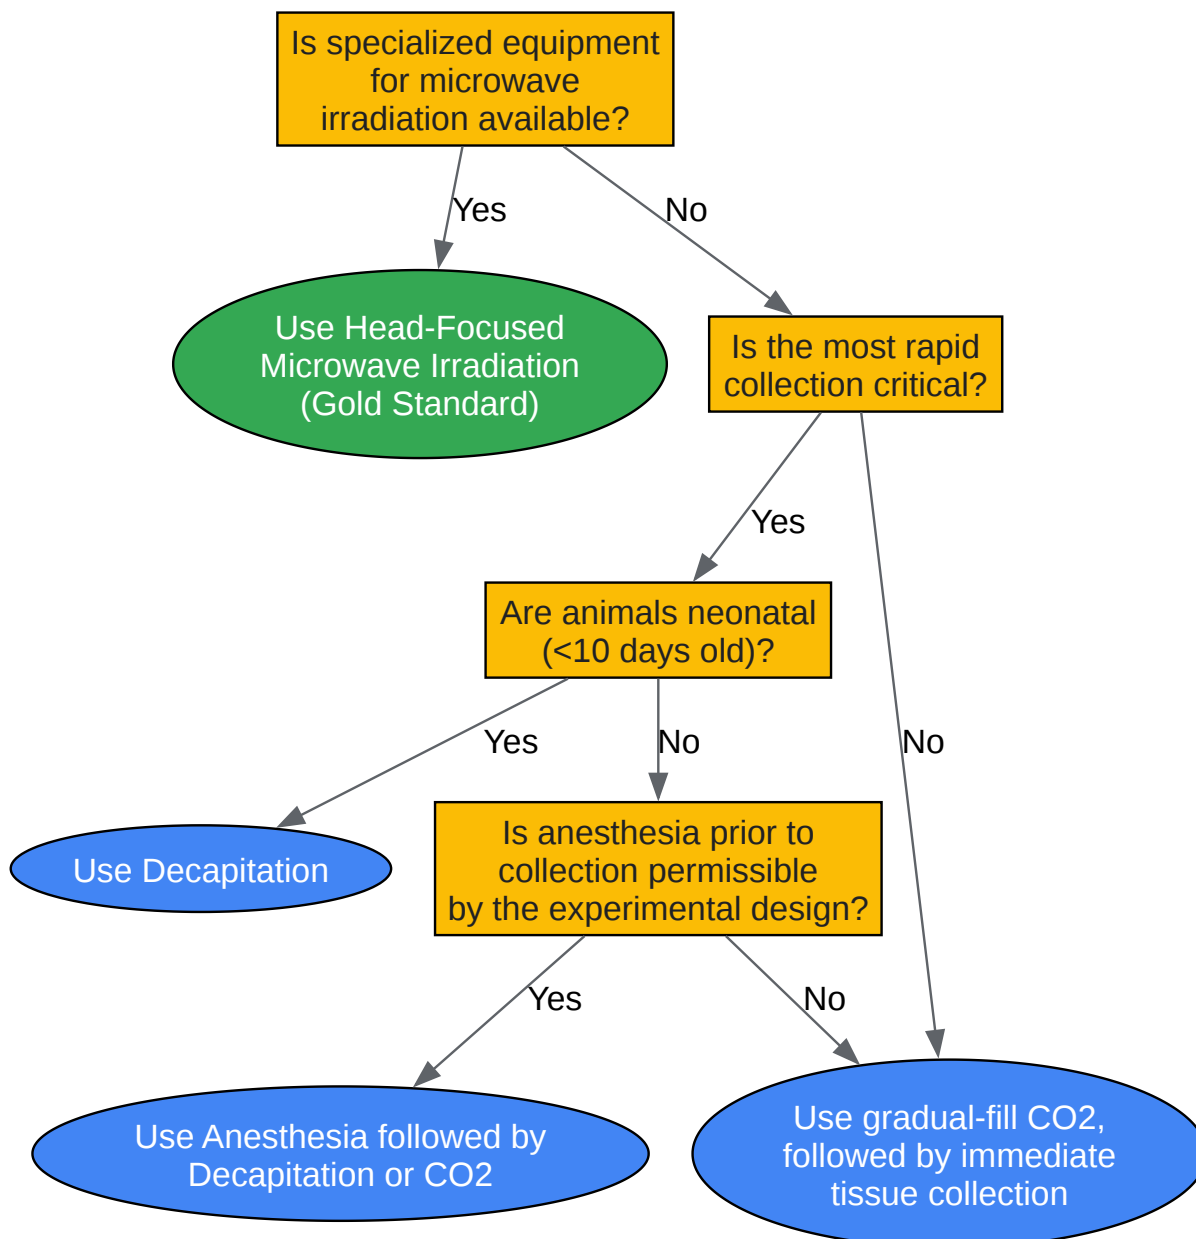 Is specialized equipment
for microwave
irradiation available?
Yes
No
Use Head-Focused
Microwave Irradiation
(Gold Standard)
Is the most rapid
collection critical?
Yes
Are animals neonatal
(<10 days old)?
Yes
No
No
Use Decapitation
Is anesthesia prior to
collection permissible
by the experimental design?
Yes
No
Use Anesthesia followed by
Decapitation or CO2
Use gradual-fill CO2,
followed by immediate
tissue collection